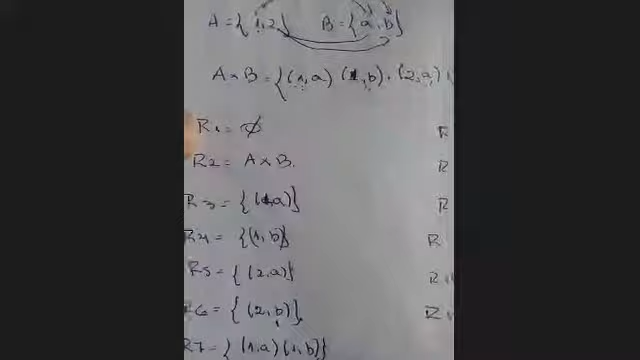 A = {1,2} B = {a,b}
A×B = {(1,a) (1,b), (2,a)
R1 = ∅ R
R2 = A×B. R
R3 = {(1,a)} R
R4 = {(1,b)} R
R5 = {(2,a)} R
R6 = {(2,b)} R
R7 = {(1,a)(1,b)}